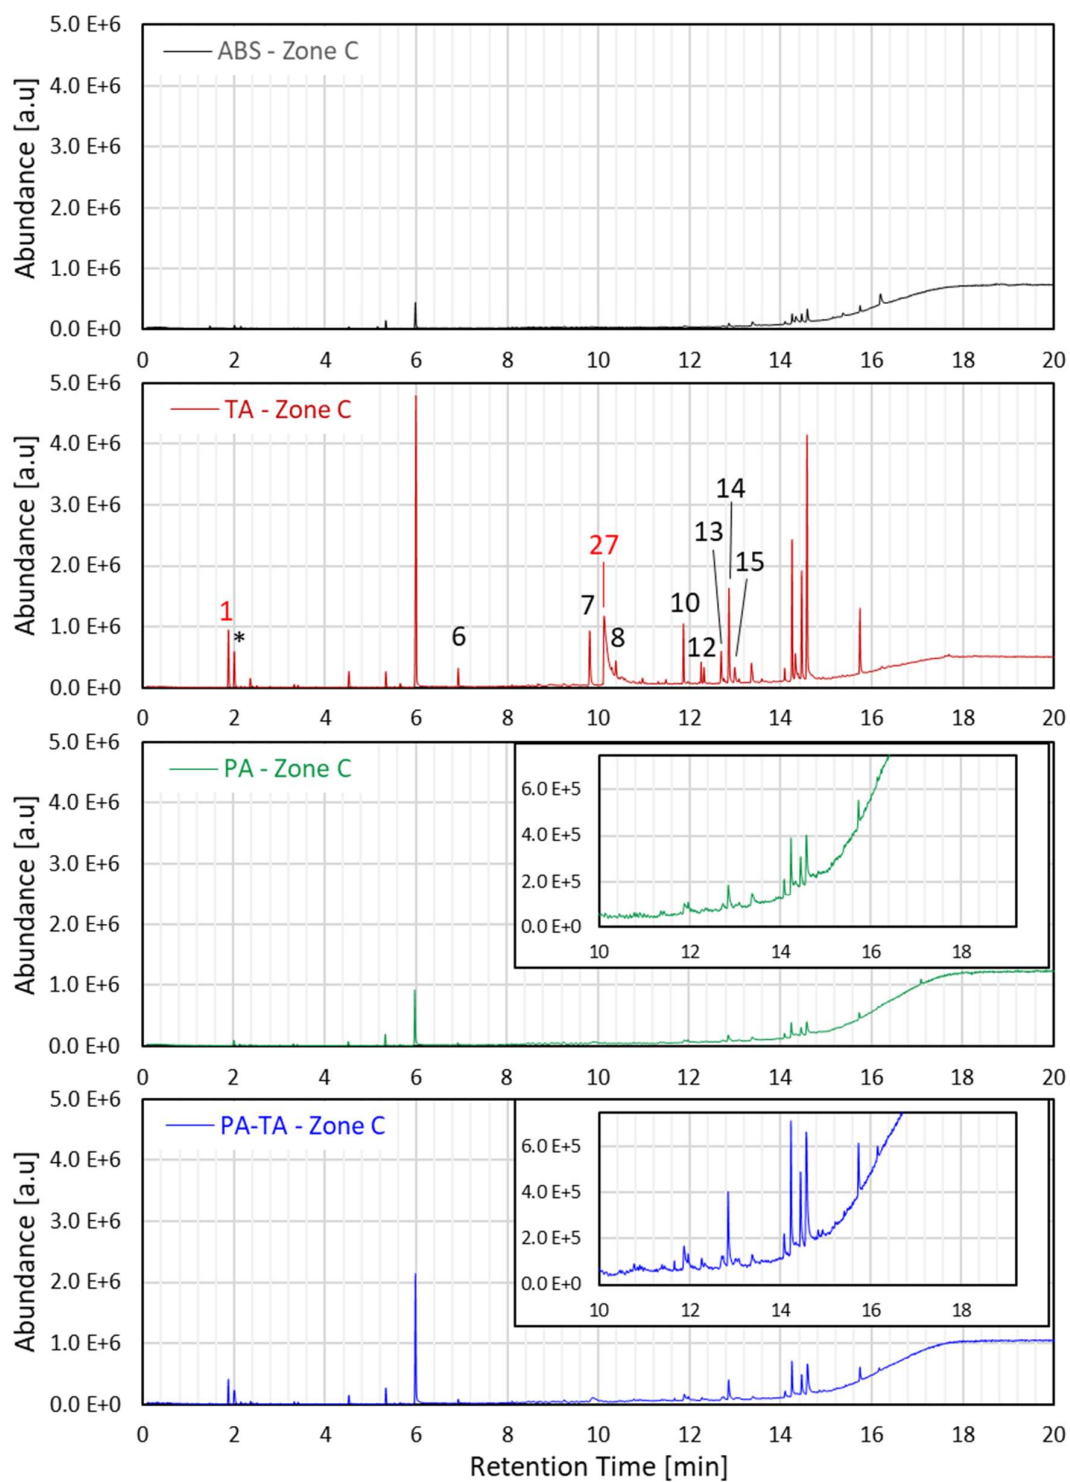 5.0 E+6
ABS - Zone C
4.0 E+6
3.0 E+6
2.0 E+6
1.0 E+6
0.0 E+0
Abundance [a.u]
0 2 4 6 8 10 12 14 16 18 20
5.0 E+6
TA - Zone C
4.0 E+6
3.0 E+6
2.0 E+6
1.0 E+6
0.0 E+0
Abundance [a.u]
14
13
27
15
1
7
10
*
6
8
12
0 2 4 6 8 10 12 14 16 18 20
5.0 E+6
PA - Zone C
4.0 E+6
3.0 E+6
2.0 E+6
1.0 E+6
0.0 E+0
Abundance [a.u]
6.0 E+5
4.0 E+5
2.0 E+5
0.0 E+0
10 12 14 16 18
0 2 4 6 8 10 12 14 16 18 20
5.0 E+6
PA-TA - Zone C
4.0 E+6
3.0 E+6
2.0 E+6
1.0 E+6
0.0 E+0
Abundance [a.u]
6.0 E+5
4.0 E+5
2.0 E+5
0.0 E+0
10 12 14 16 18
0 2 4 6 8 10 12 14 16 18 20
Retention Time [min]